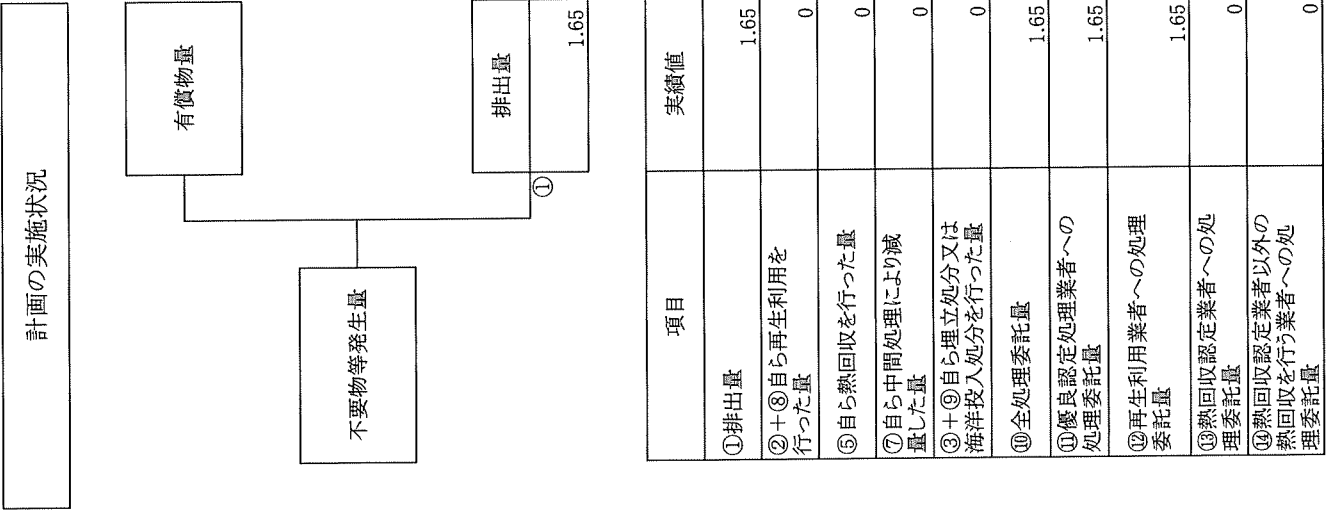 計画の実施状況
有償物量
不要物等発生量
排出量
①
1.65
項目
実績値
①排出量
1.65
②+⑧自ら再生利用を
行った量
0
⑤自ら熱回収を行った量
0
⑦自ら中間処理により減
量した量
0
③+⑨自ら埋立処分又は
海洋投入処分を行った量
0
⑩全処理委託量
1.65
⑪優良認定処理業者への
処理委託量
1.65
⑫再生利用業者への処理
委託量
1.65
⑬熱回収認定業者への処
理委託量
0
⑭熱回収認定業者以外の
熱回収を行う業者への処
理委託量
0